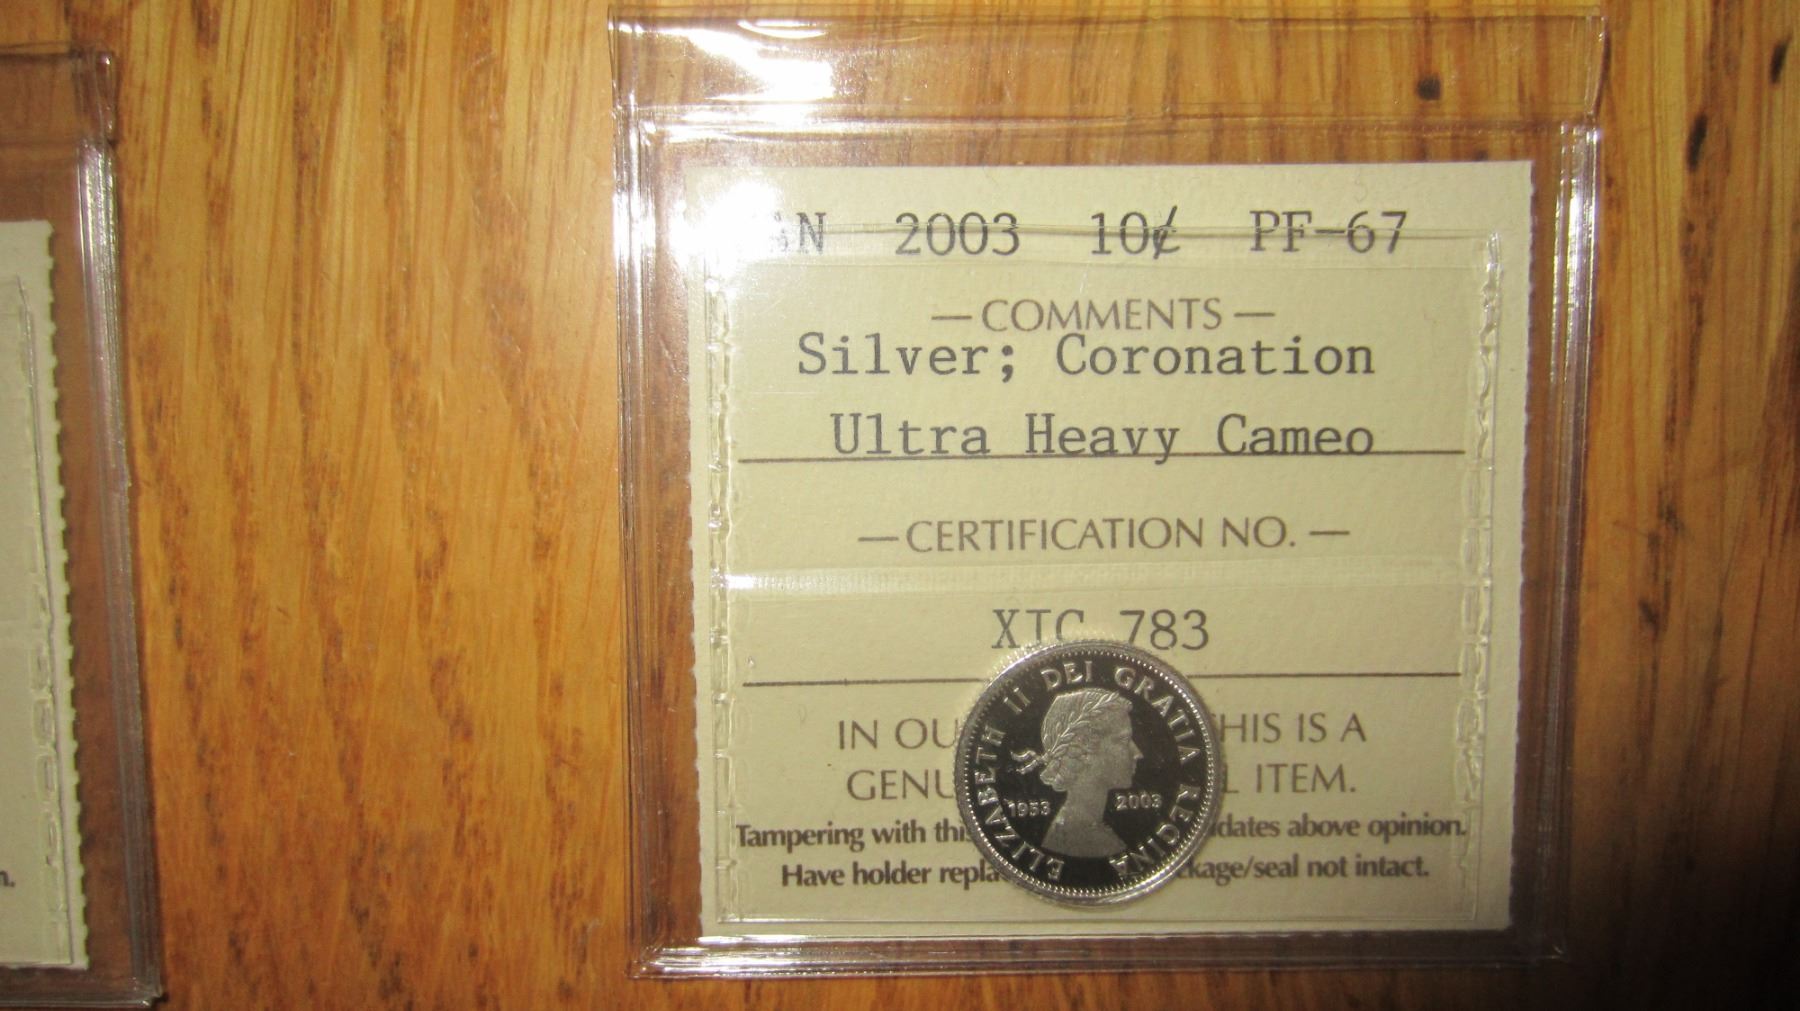 2003 10¢ PF-67
— COMMENTS —
Silver; Coronation
Ultra Heavy Cameo
— CERTIFICATION NO. —
XTC 783
IN OU HIS IS A
GENU L ITEM.
Tampering with this idates above opinion.
Have holder repla ckage/seal not intact.
ELIZABETH II DEI GRATIA REGINA
1953 2003